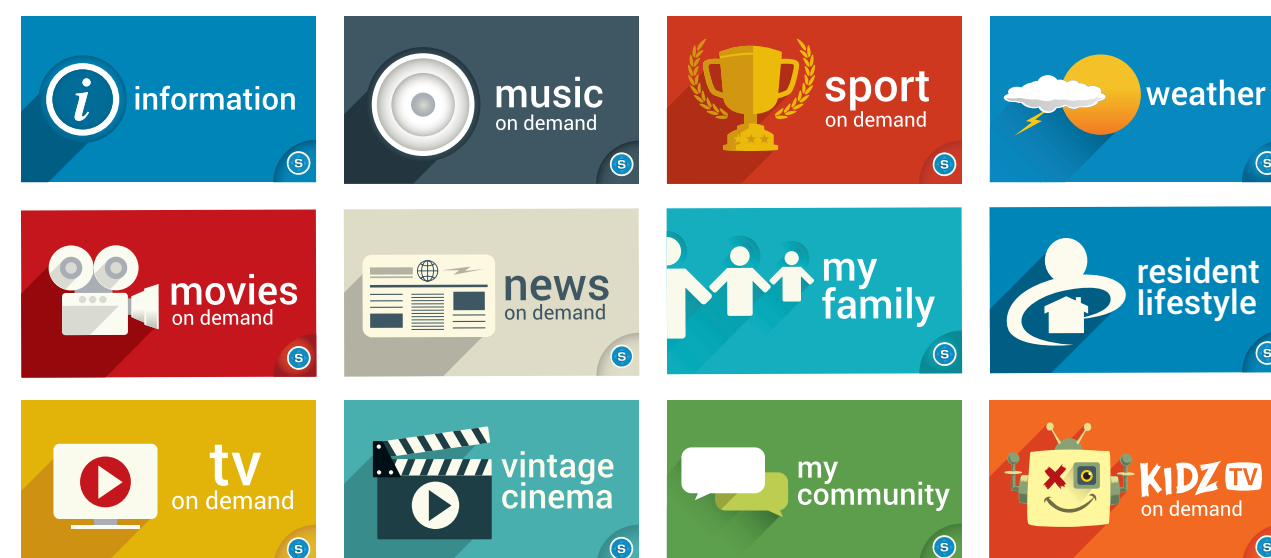 i information
S
music
on demand
S
sport
on demand
S
weather
S
movies
on demand
S
news
on demand
S
my
family
S
resident
lifestyle
S
tv
on demand
S
vintage
cinema
S
my
community
S
KIDZ TV
on demand
S